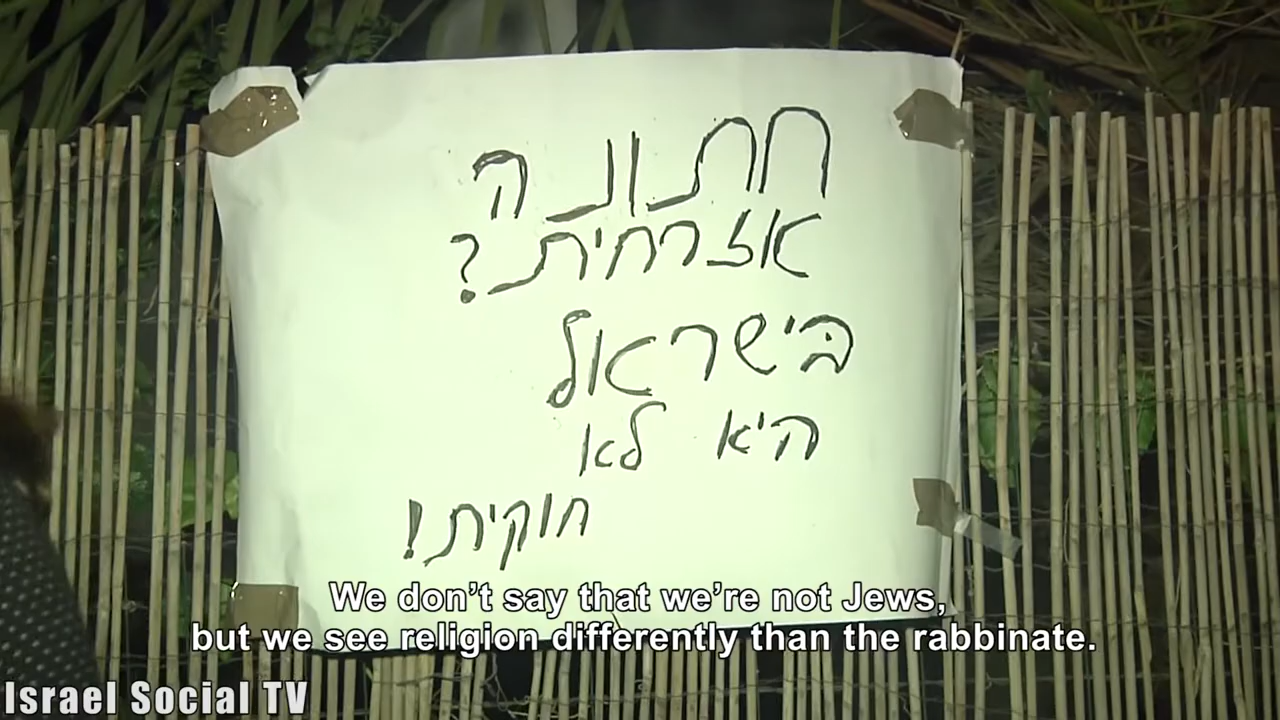 חתונה
אזרחית?
בישראל
היא לא
חוקית!
We don't say that we're not Jews,
but we see religion differently than the rabbinate.
Israel Social TV